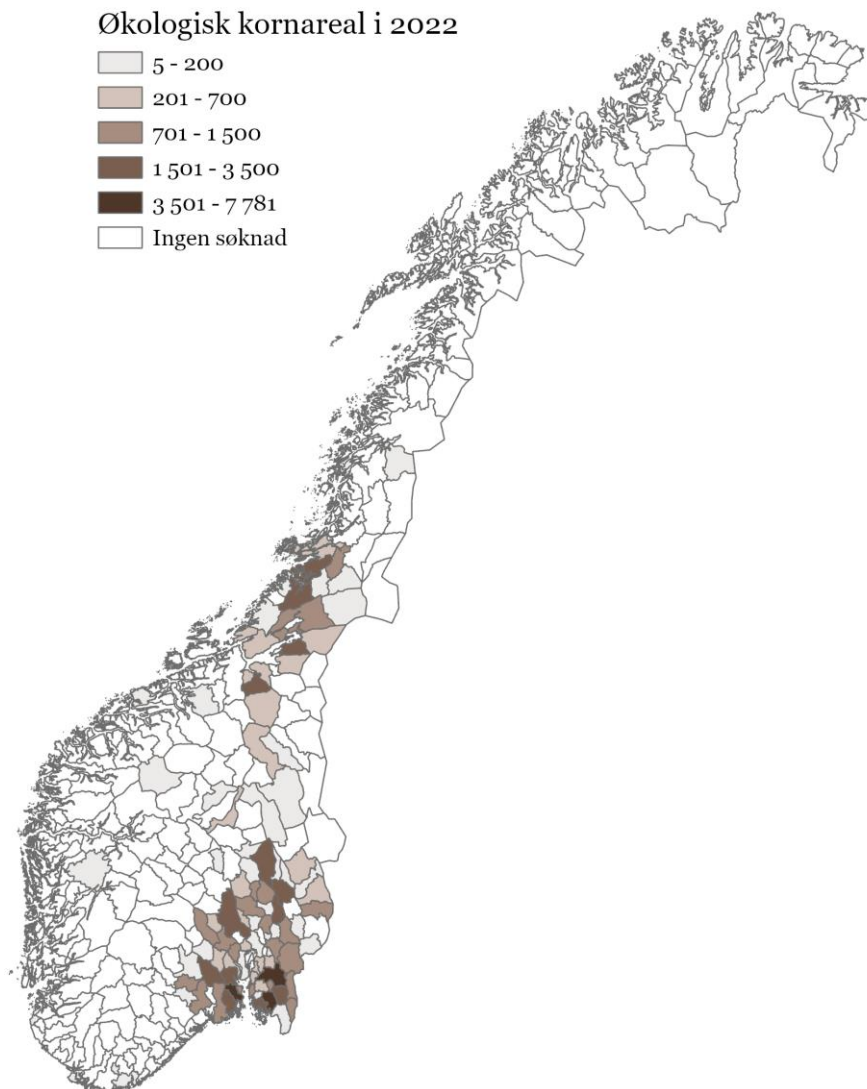 Økologisk kornareal i 2022
5 - 200
201 - 700
701 - 1 500
1 501 - 3 500
3 501 - 7 781
Ingen søknad